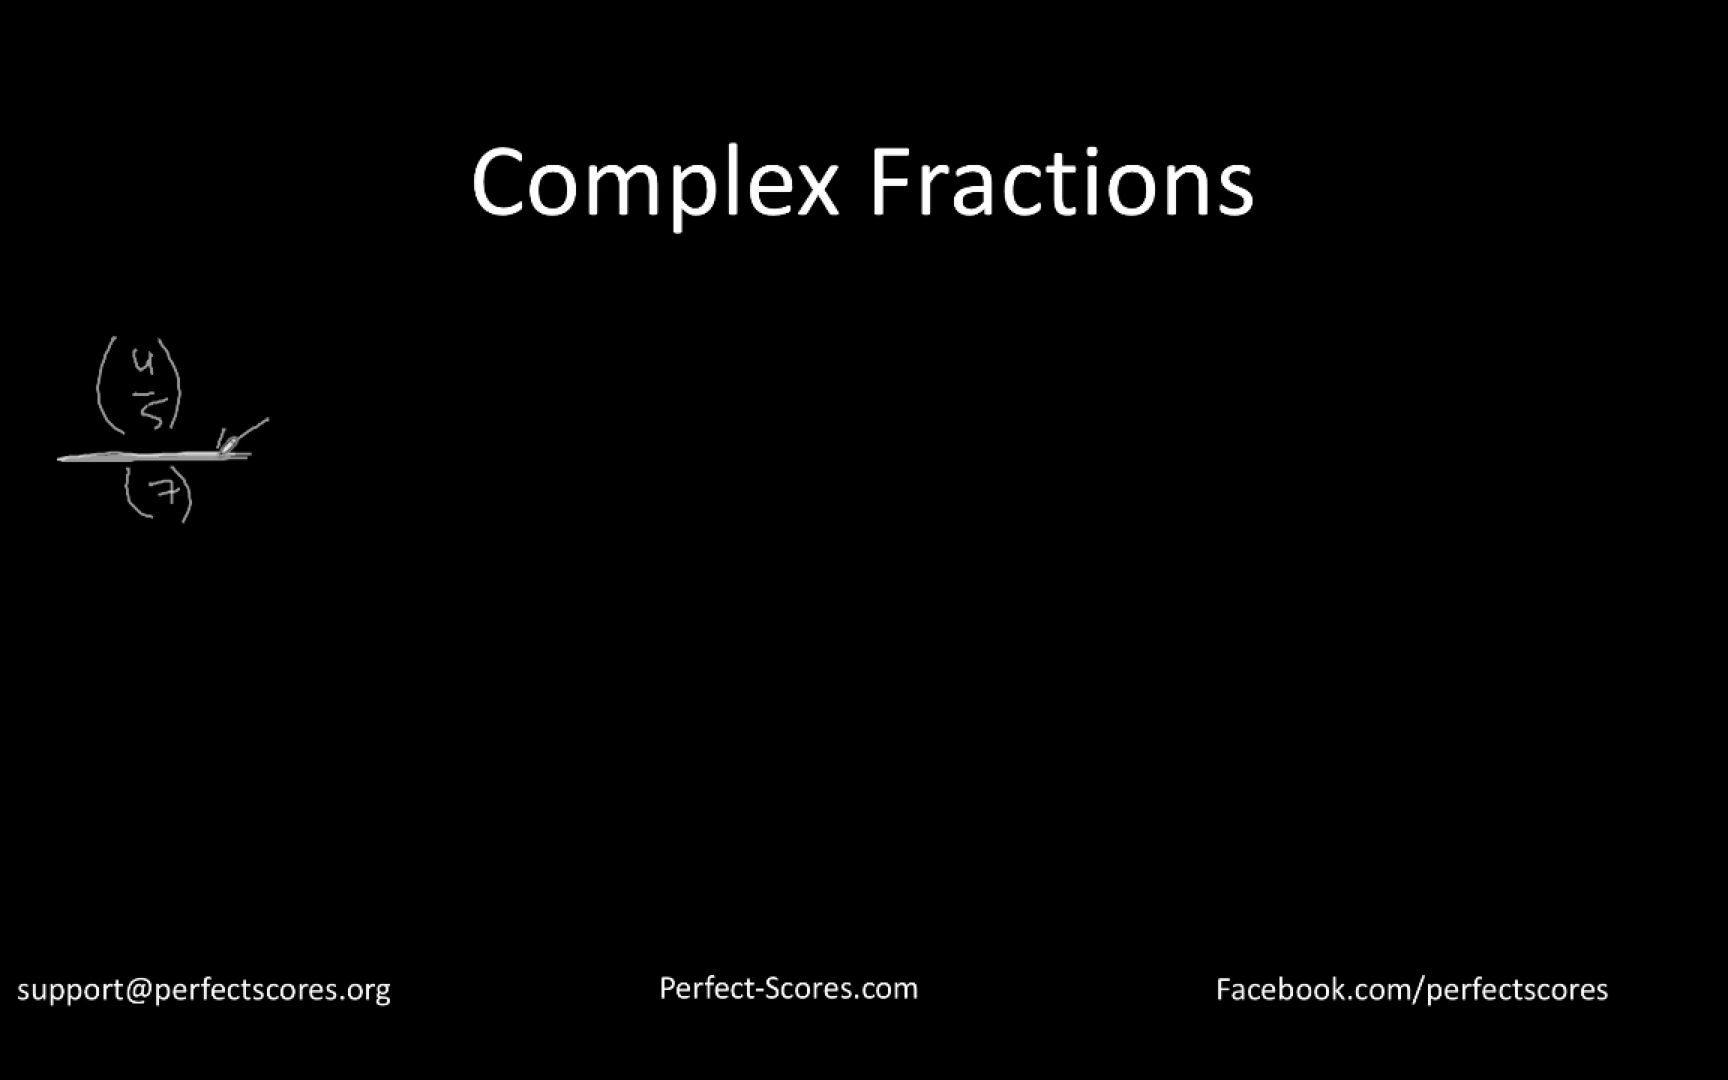 Complex Fractions
(4
5)
(7)
support@perfectscores.org
Perfect-Scores.com
Facebook.com/perfectscores